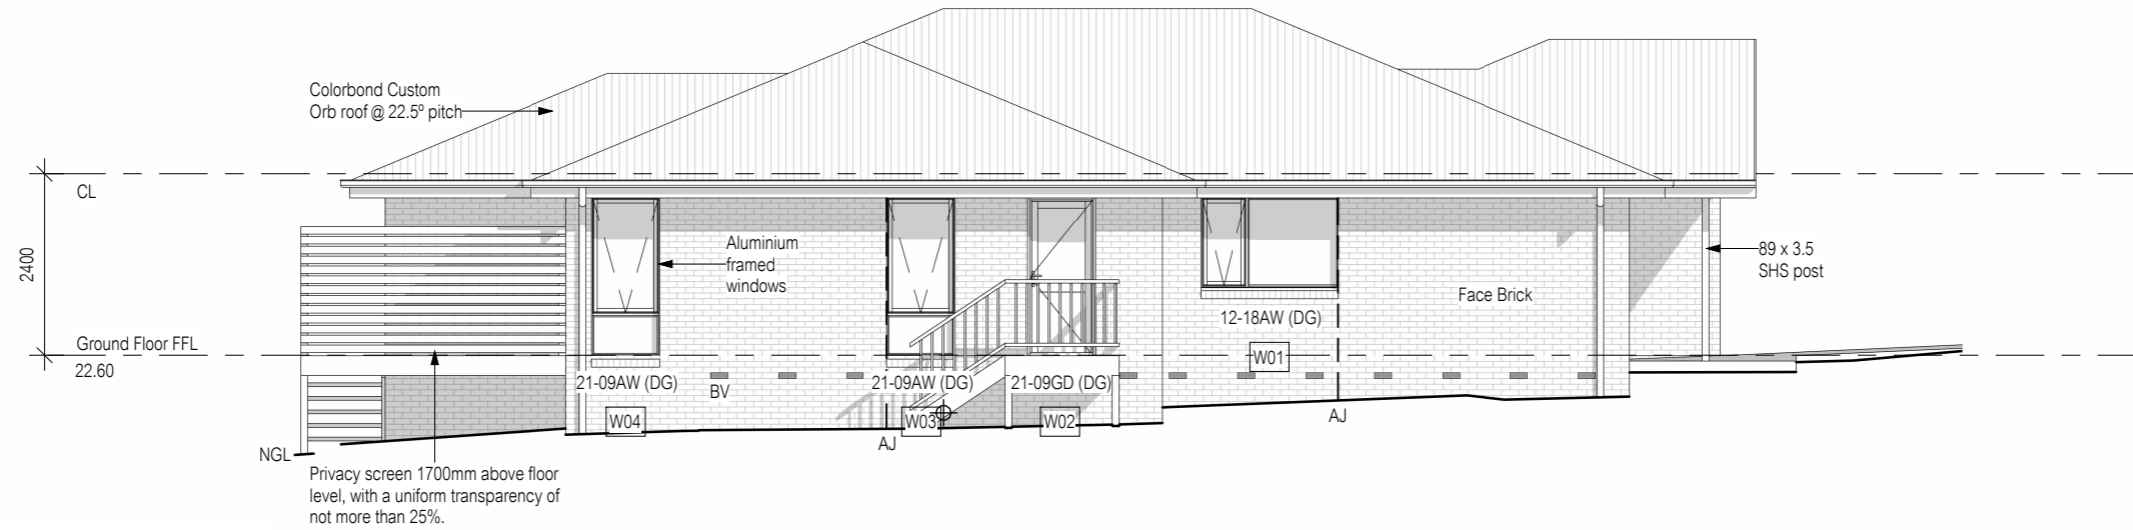 Colorbond Custom
Orb roof @ 22.5º pitch
CL
2400
Aluminium
framed
windows
89 x 3.5
SHS post
Face Brick
12-18AW (DG)
Ground Floor FFL
22.60
W01
21-09AW (DG)
BV
21-09AW (DG)
21-09GD (DG)
W04
W03
W02
AJ
AJ
NGL
Privacy screen 1700mm above floor
level, with a uniform transparency of
not more than 25%.